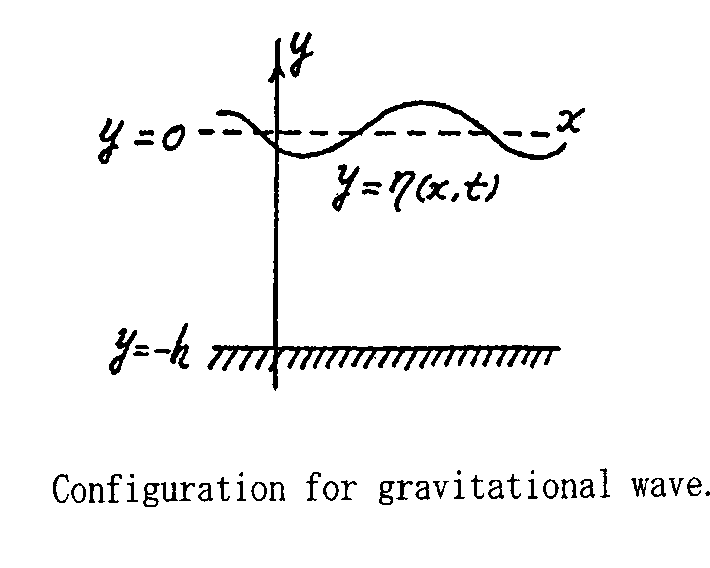 y
y = 0
x
y = η(x, t)
y = -h
Configuration for gravitational wave.